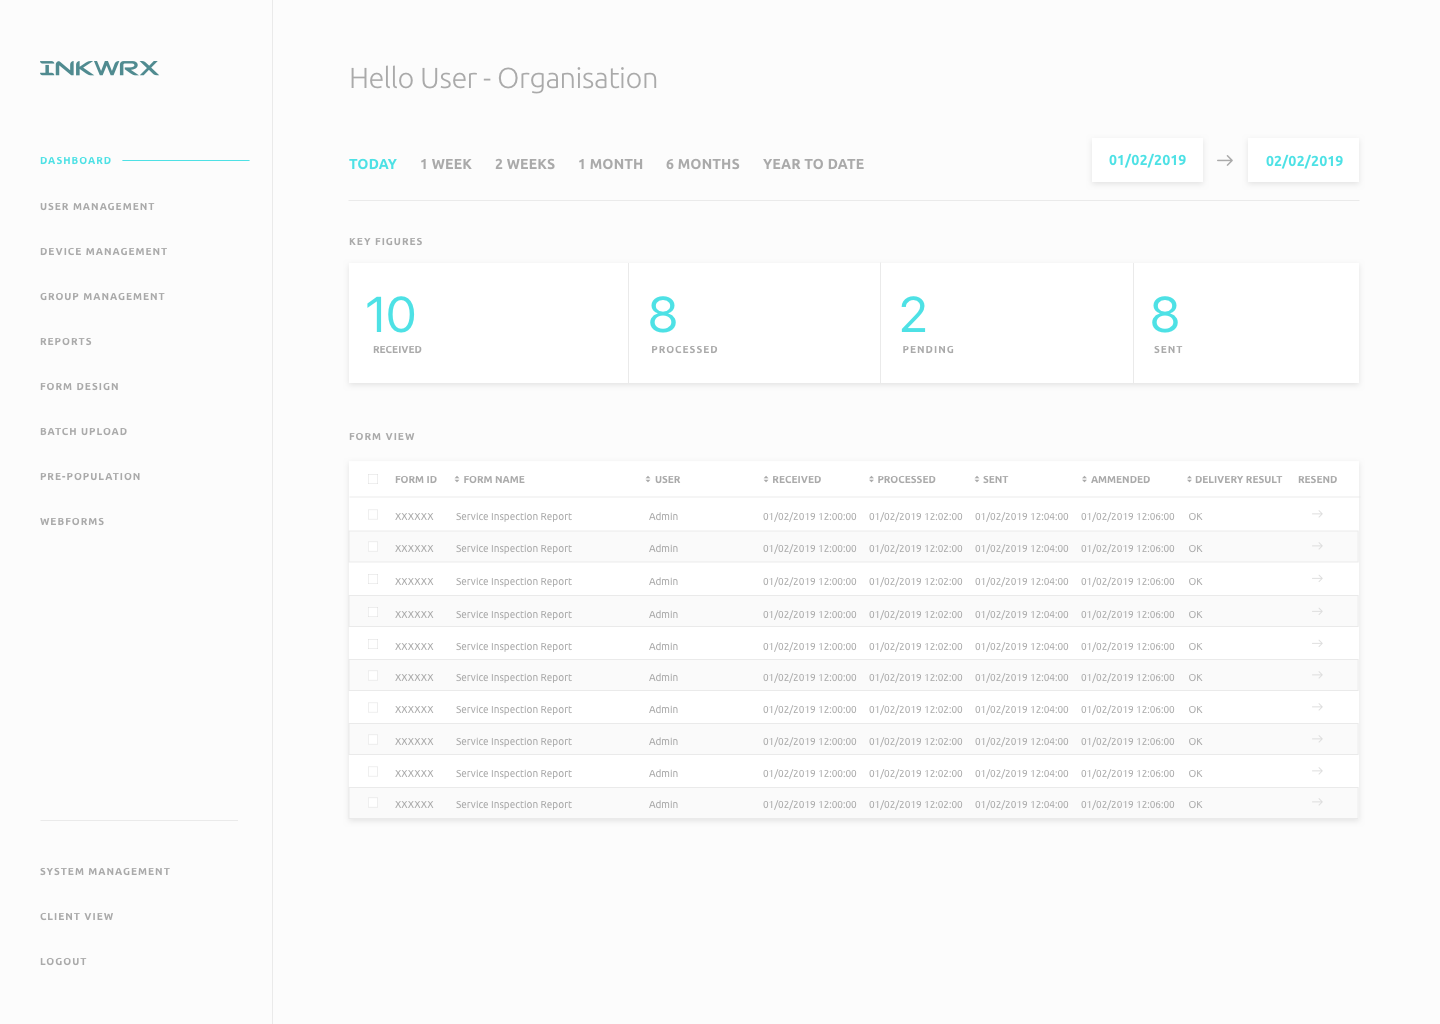 INKWRX
DASHBOARD
USER MANAGEMENT
DEVICE MANAGEMENT
GROUP MANAGEMENT
REPORTS
FORM DESIGN
BATCH UPLOAD
PRE-POPULATION
WEBFORMS
SYSTEM MANAGEMENT
CLIENT VIEW
LOGOUT
Hello User - Organisation
TODAY 1 WEEK 2 WEEKS 1 MONTH 6 MONTHS YEAR TO DATE 01/02/2019 → 02/02/2019
KEY FIGURES
10 8 2 8
RECEIVED PROCESSED PENDING SENT
FORM VIEW
FORM ID FORM NAME USER RECEIVED PROCESSED SENT AMMENDED DELIVERY RESULT RESEND
XXXXXX Service Inspection Report Admin 01/02/2019 12:00:00 01/02/2019 12:02:00 01/02/2019 12:04:00 01/02/2019 12:06:00 OK →
XXXXXX Service Inspection Report Admin 01/02/2019 12:00:00 01/02/2019 12:02:00 01/02/2019 12:04:00 01/02/2019 12:06:00 OK →
XXXXXX Service Inspection Report Admin 01/02/2019 12:00:00 01/02/2019 12:02:00 01/02/2019 12:04:00 01/02/2019 12:06:00 OK →
XXXXXX Service Inspection Report Admin 01/02/2019 12:00:00 01/02/2019 12:02:00 01/02/2019 12:04:00 01/02/2019 12:06:00 OK →
XXXXXX Service Inspection Report Admin 01/02/2019 12:00:00 01/02/2019 12:02:00 01/02/2019 12:04:00 01/02/2019 12:06:00 OK →
XXXXXX Service Inspection Report Admin 01/02/2019 12:00:00 01/02/2019 12:02:00 01/02/2019 12:04:00 01/02/2019 12:06:00 OK →
XXXXXX Service Inspection Report Admin 01/02/2019 12:00:00 01/02/2019 12:02:00 01/02/2019 12:04:00 01/02/2019 12:06:00 OK →
XXXXXX Service Inspection Report Admin 01/02/2019 12:00:00 01/02/2019 12:02:00 01/02/2019 12:04:00 01/02/2019 12:06:00 OK →
XXXXXX Service Inspection Report Admin 01/02/2019 12:00:00 01/02/2019 12:02:00 01/02/2019 12:04:00 01/02/2019 12:06:00 OK →
XXXXXX Service Inspection Report Admin 01/02/2019 12:00:00 01/02/2019 12:02:00 01/02/2019 12:04:00 01/02/2019 12:06:00 OK →